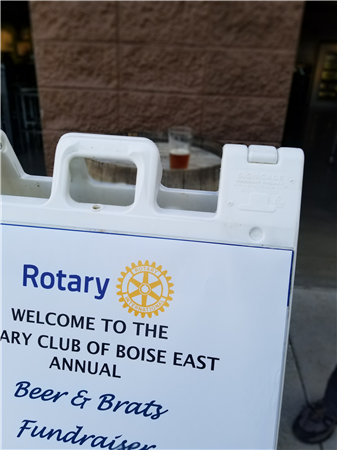 Rotary
WELCOME TO THE
ARY CLUB OF BOISE EAST
ANNUAL
Beer & Brats
Fundraiser